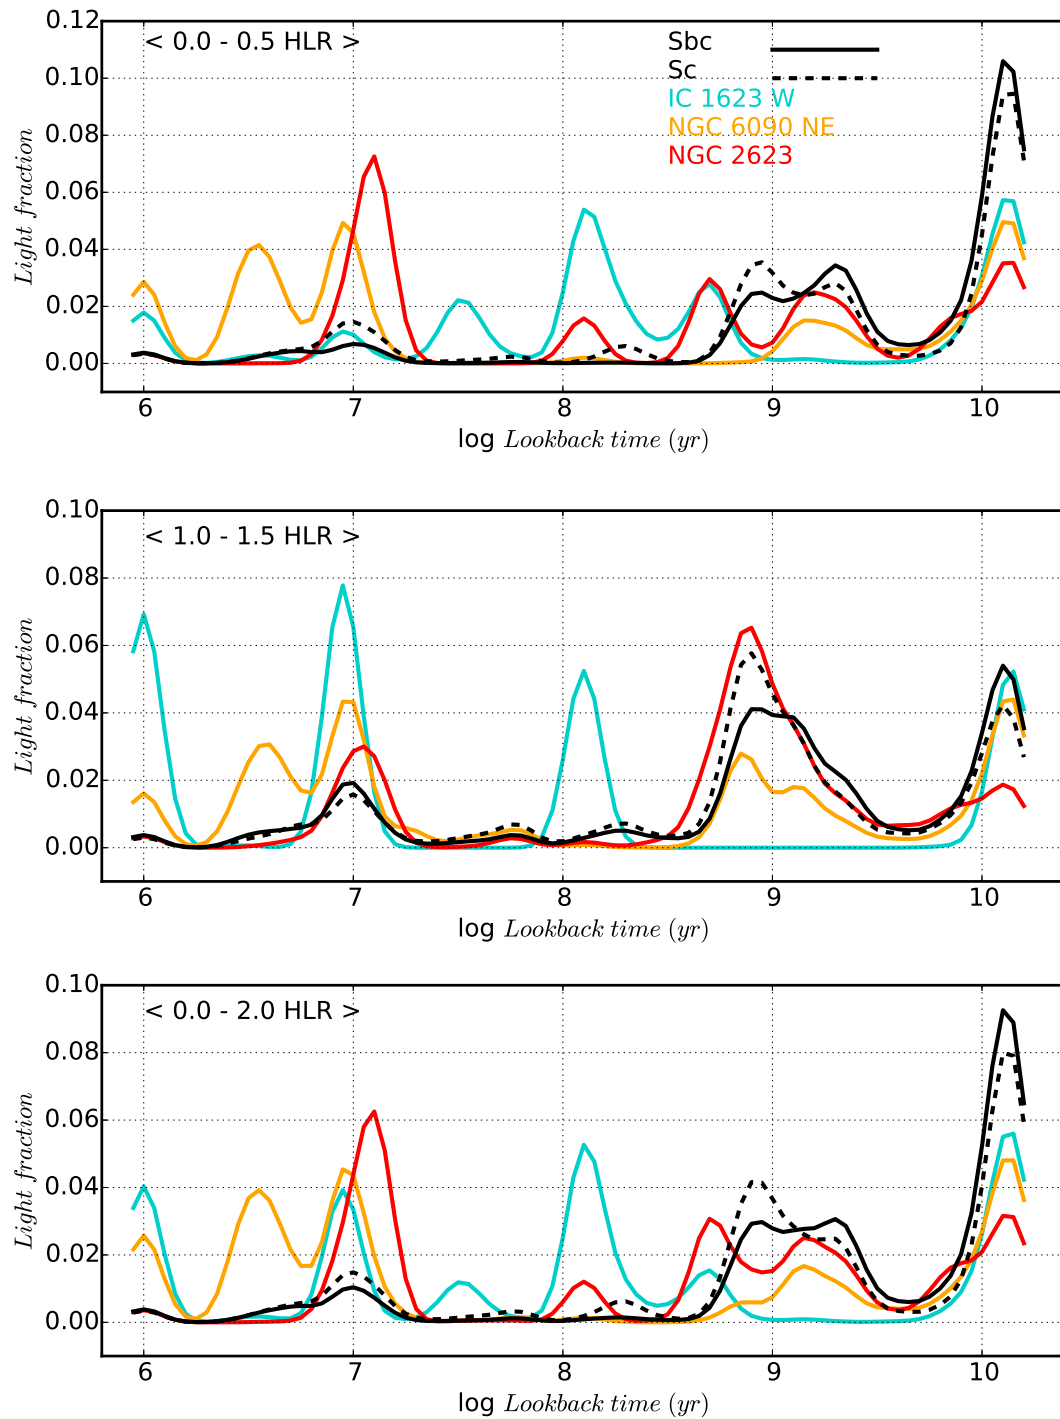 0.12
0.10
0.08
0.06
0.04
0.02
0.00
Light fraction
< 0.0 - 0.5 HLR >
Sbc
Sc
IC 1623 W
NGC 6090 NE
NGC 2623
6 7 8 9 10
log Lookback time (yr)
0.10
0.08
0.06
0.04
0.02
0.00
Light fraction
< 1.0 - 1.5 HLR >
6 7 8 9 10
log Lookback time (yr)
0.10
0.08
0.06
0.04
0.02
0.00
Light fraction
< 0.0 - 2.0 HLR >
6 7 8 9 10
log Lookback time (yr)